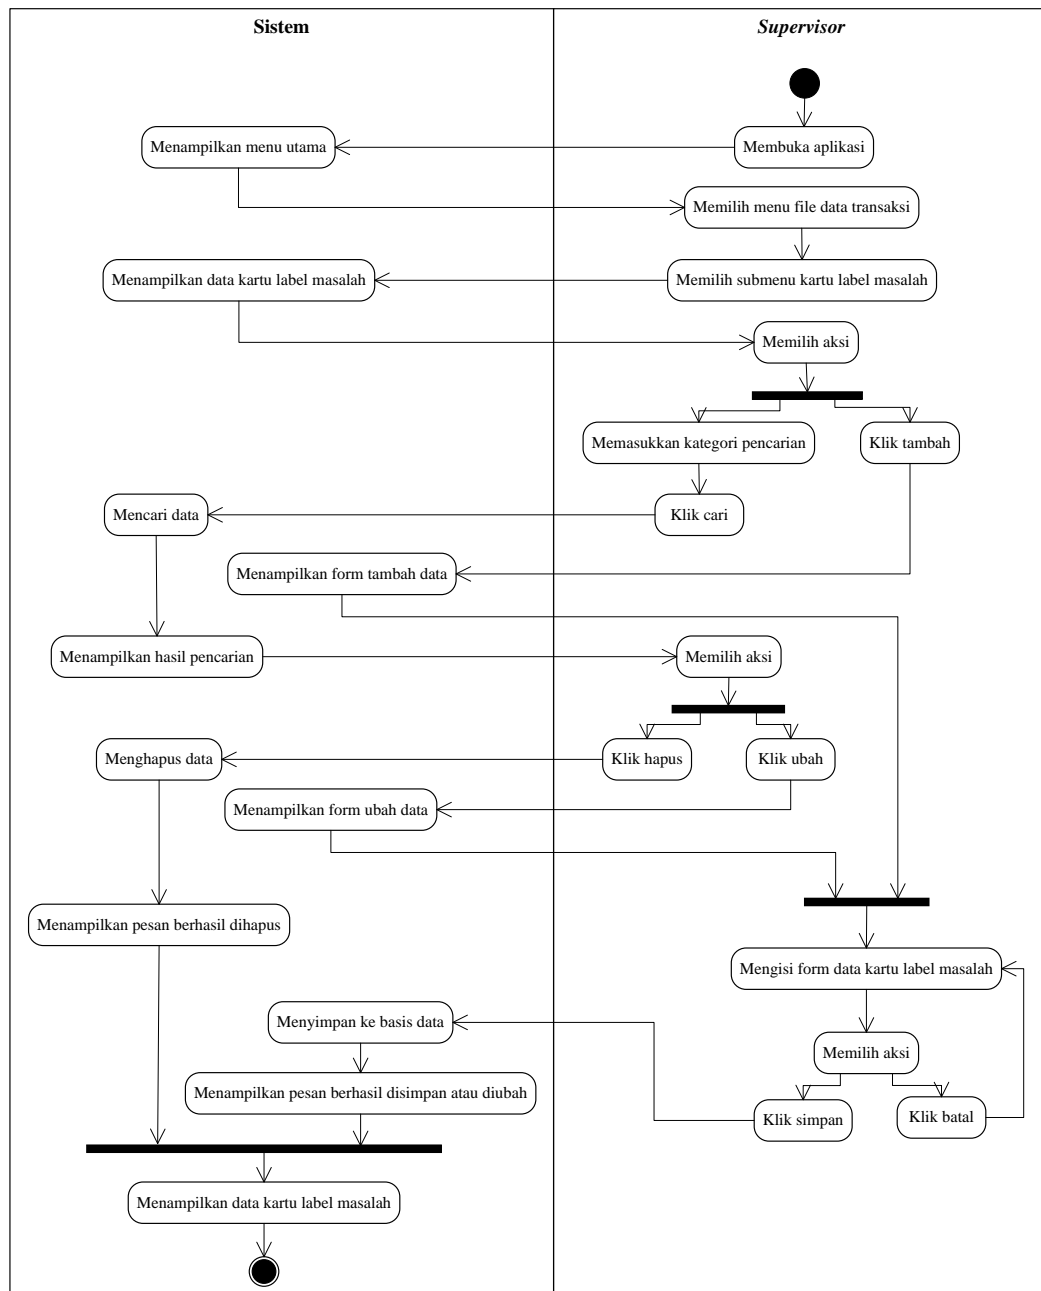 Sistem
Supervisor
Menampilkan menu utama
Membuka aplikasi
Memilih menu file data transaksi
Menampilkan data kartu label masalah
Memilih submenu kartu label masalah
Memilih aksi
Memasukkan kategori pencarian
Klik tambah
Mencari data
Klik cari
Menampilkan form tambah data
Menampilkan hasil pencarian
Memilih aksi
Menghapus data
Klik hapus
Klik ubah
Menampilkan form ubah data
Menampilkan pesan berhasil dihapus
Mengisi form data kartu label masalah
Menyimpan ke basis data
Memilih aksi
Menampilkan pesan berhasil disimpan atau diubah
Klik simpan
Klik batal
Menampilkan data kartu label masalah